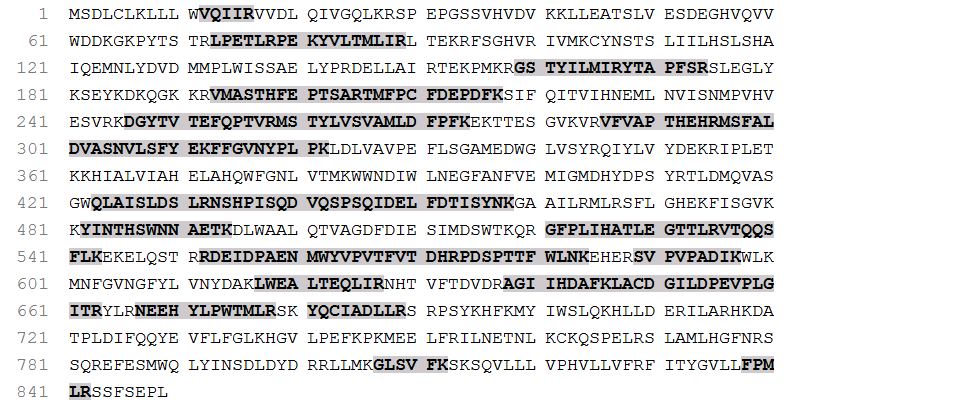 1 MSDLCLKLLL WVQIIRVVDL QIVGQLKRSP EPGSSVHVDV KKLLEATSLV ESDEGHVQVV
61 WDDKGKPYTS TRLPETLRPE KYVLTMLIRL TEKRFSGHVR IVMKCYNSTS LIILHSLSHA
121 IQEMNLYDVD MMPLWISSAE LYPRDELLAI RTEKPMKRGS TYILMIRYTA PFSRSLEGLY
181 KSEYKDKQGK KRVMASTHFE PTSARTMFPC FDEPDFKSIF QITVIHNEML NVISNMPVHV
241 ESVRKDGYTV TEFQPTVRMS TYLVSVAMLD FPFKEKTTES GVKVRVFVAP THEHRMSFAL
301 DVASNVLSFY EKFFGVNYPL PKLDLVAVPE FLSGAMEDWG LVSYRQIYLV YDEKRIPLET
361 KKHIALVIAH ELAHQWFGNL VTMKWWNDIW LNEGFANFVE MIGMDHYDPS YRTLDMQVAS
421 GWQLAISLDS LRNSHPISQD VQSPSQIDEL FDTISYNKGA AILRMLRSFL GHEKFISGVK
481 KYINTHSWNN AETKDLWAAL QTVAGDFDIE SIMDSWTKQR GFPLIHATLE GTTLRVTQQS
541 FLKEKELQST RRDEIDPAEN MWYVPVTFVT DHRPDSPTTF WLNKEHERSV PVPADIKWLK
601 MNFGVNGFYL VNYDAKLWEA LTEQLIRNHT VFTDVDRAGI IHDAFKLACD GILDPEVPLG
661 ITRYLRNEEH YLPWTMLRSK YQCIADLLRS RPSYKHFKMY IWSLQKHLLD ERILARHKDA
721 TPLDIFQQYE VFLFGLKHGV LPEFKPKMEE LFRILNETNL KCKQSPELRS LAMLHGFNRS
781 SQREFESMWQ LYINSDLDYD RRLLMKGLSV FKSKSQVLLL VPHVLLVFRF ITYGVLLFPM
841 LRSSFSEPL